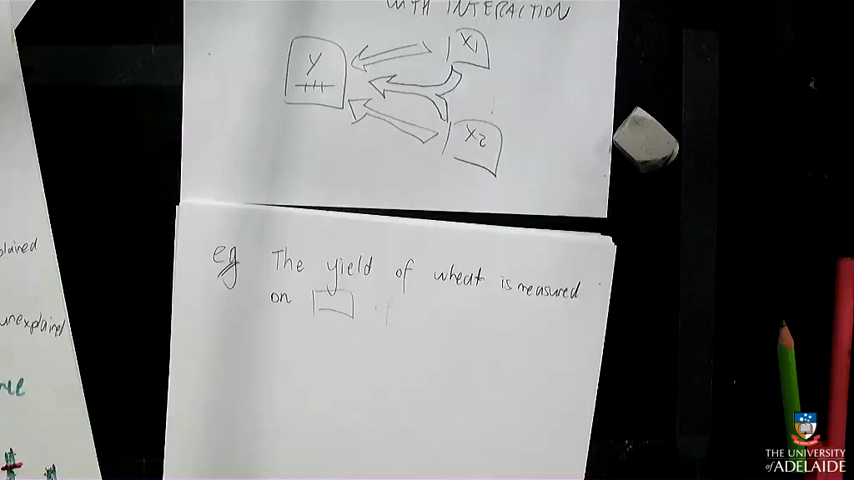 WITH INTERACTION
Y
X1
X2
eg The yield of wheat is measured
on
plained
unexplained
THE UNIVERSITY
of ADELAIDE